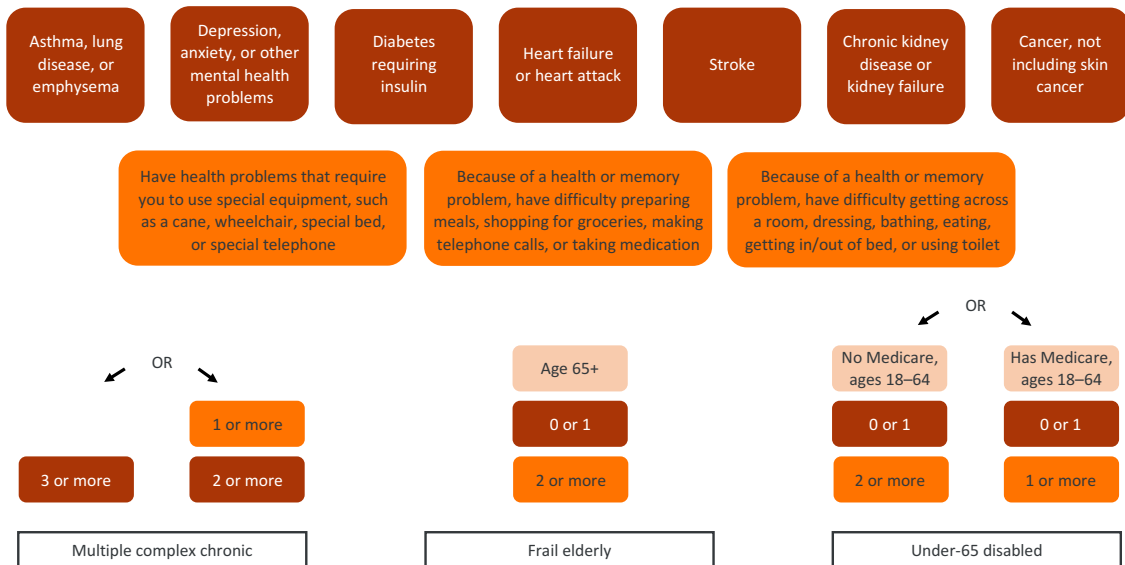 Asthma, lung
disease, or
emphysema
Depression,
anxiety, or other
mental health
problems
Diabetes
requiring
insulin
Heart failure
or heart attack
Stroke
Chronic kidney
disease or
kidney failure
Cancer, not
including skin
cancer
Have health problems that require
you to use special equipment, such
as a cane, wheelchair, special bed,
or special telephone
Because of a health or memory
problem, have difficulty preparing
meals, shopping for groceries, making
telephone calls, or taking medication
Because of a health or memory
problem, have difficulty getting across
a room, dressing, bathing, eating,
getting in/out of bed, or using toilet
OR
1 or more
3 or more
2 or more
Multiple complex chronic
Age 65+
0 or 1
2 or more
Frail elderly
OR
No Medicare,
ages 18–64
Has Medicare,
ages 18–64
0 or 1
0 or 1
2 or more
1 or more
Under-65 disabled